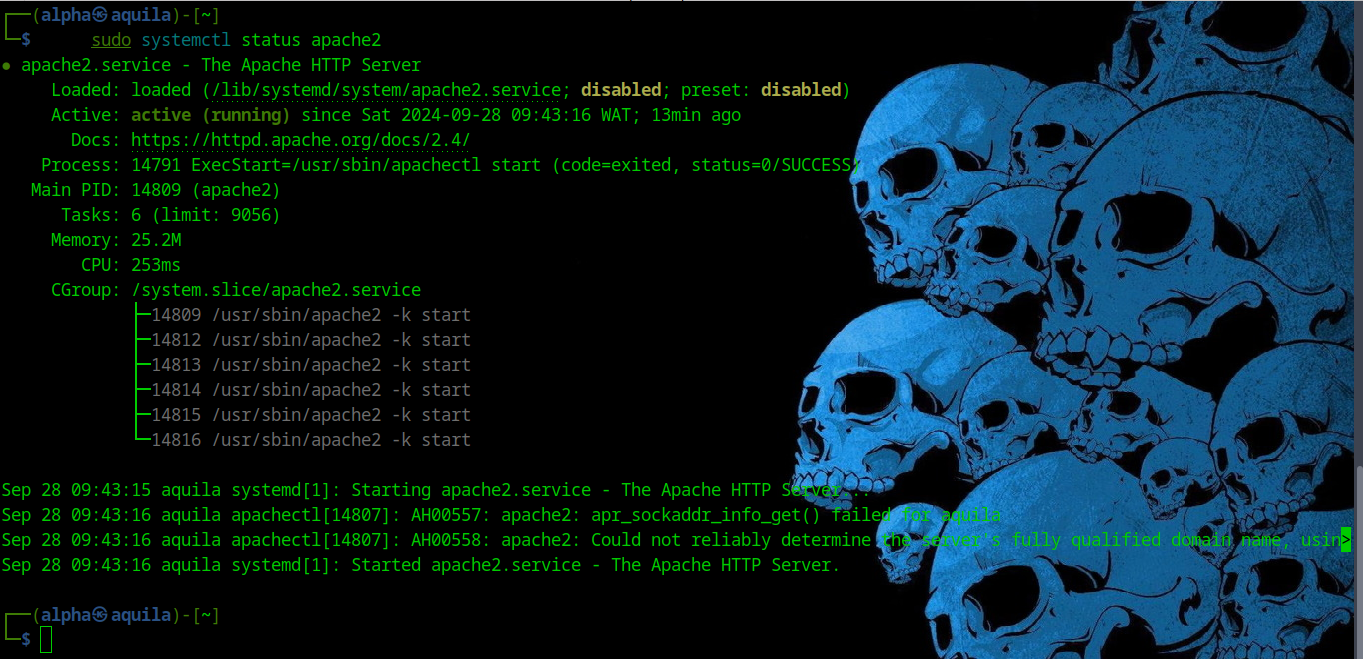 ┌──(alpha㉿aquila)-[~]
└─$ sudo systemctl status apache2
● apache2.service - The Apache HTTP Server
Loaded: loaded (/lib/systemd/system/apache2.service; disabled; preset: disabled)
Active: active (running) since Sat 2024-09-28 09:43:16 WAT; 13min ago
Docs: https://httpd.apache.org/docs/2.4/
Process: 14791 ExecStart=/usr/sbin/apachectl start (code=exited, status=0/SUCCESS)
Main PID: 14809 (apache2)
Tasks: 6 (limit: 9056)
Memory: 25.2M
CPU: 253ms
CGroup: /system.slice/apache2.service
├─14809 /usr/sbin/apache2 -k start
├─14812 /usr/sbin/apache2 -k start
├─14813 /usr/sbin/apache2 -k start
├─14814 /usr/sbin/apache2 -k start
├─14815 /usr/sbin/apache2 -k start
└─14816 /usr/sbin/apache2 -k start
Sep 28 09:43:15 aquila systemd[1]: Starting apache2.service - The Apache HTTP Server...
Sep 28 09:43:16 aquila apachectl[14807]: AH00557: apache2: apr_sockaddr_info_get() failed for aquila
Sep 28 09:43:16 aquila apachectl[14807]: AH00558: apache2: Could not reliably determine the server's fully qualified domain name, usin>
Sep 28 09:43:16 aquila systemd[1]: Started apache2.service - The Apache HTTP Server.
┌──(alpha㉿aquila)-[~]
└─$